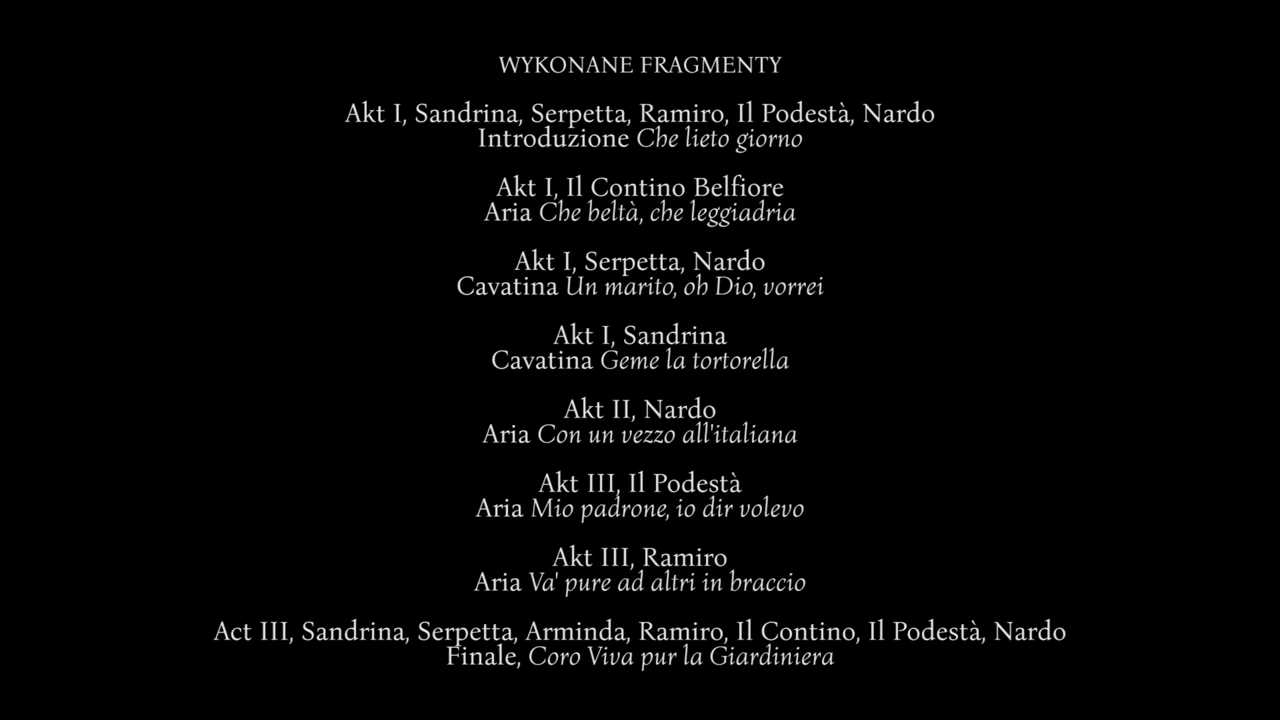 WYKONANE FRAGMENTY
Akt I, Sandrina, Serpetta, Ramiro, Il Podestà, Nardo
Introduzione Che lieto giorno
Akt I, Il Contino Belfiore
Aria Che beltà, che leggiadria
Akt I, Serpetta, Nardo
Cavatina Un marito, oh Dio, vorrei
Akt I, Sandrina
Cavatina Geme la tortorella
Akt II, Nardo
Aria Con un vezzo all'italiana
Akt III, Il Podestà
Aria Mio padrone, io dir volevo
Akt III, Ramiro
Aria Va' pure ad altri in braccio
Act III, Sandrina, Serpetta, Arminda, Ramiro, Il Contino, Il Podestà, Nardo
Finale, Coro Viva pur la Giardiniera